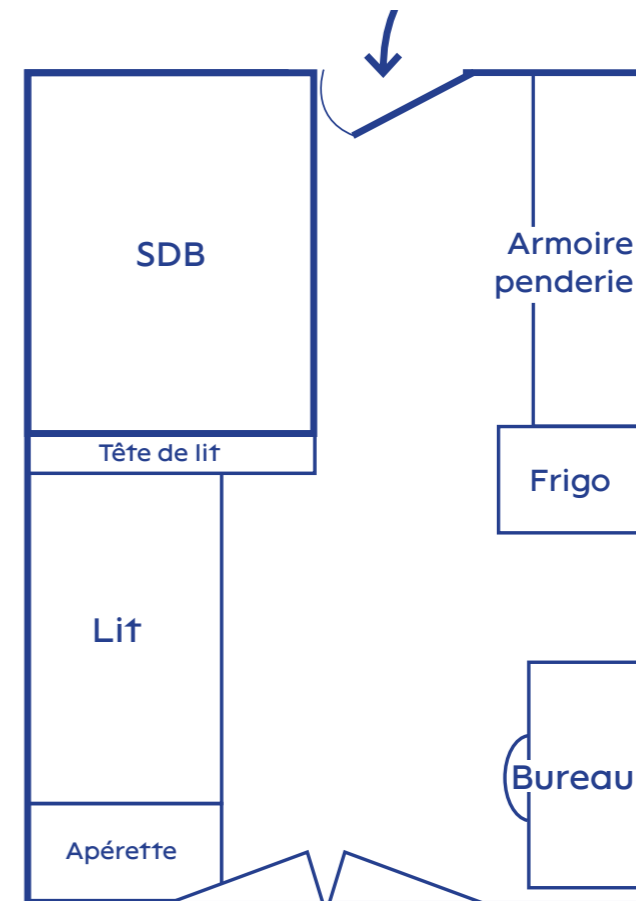 SDB
Armoire
penderie
Tête de lit
Frigo
Lit
Bureau
Apérette